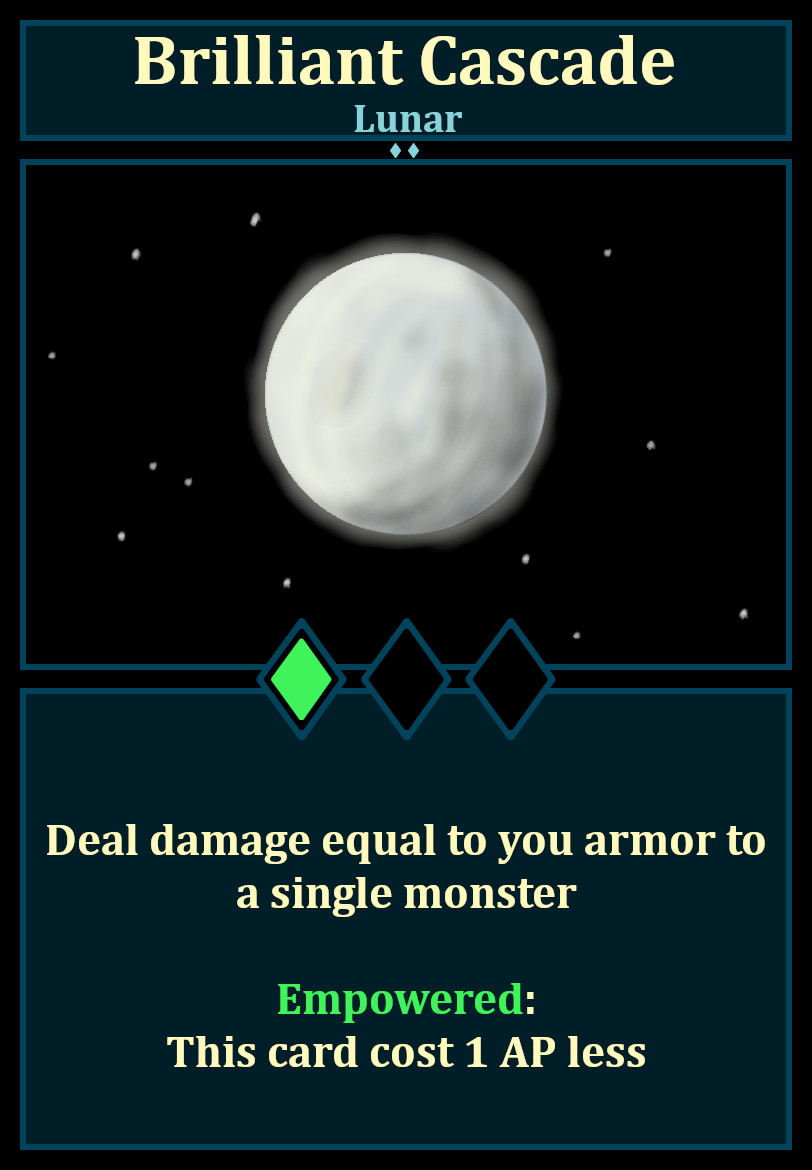 Brilliant Cascade
Lunar
Deal damage equal to you armor to
a single monster
Empowered:
This card cost 1 AP less